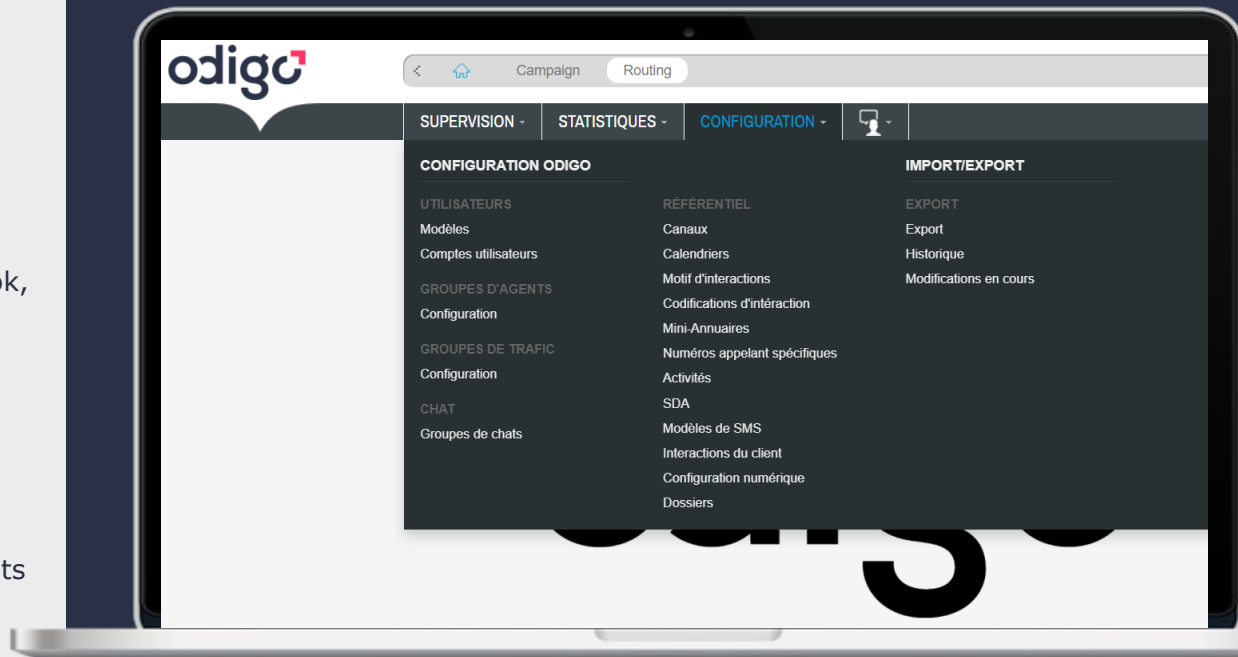 odigo
Campaign Routing
SUPERVISION STATISTIQUES CONFIGURATION
CONFIGURATION ODIGO
UTILISATEURS
Modèles
Comptes utilisateurs
GROUPES D'AGENTS
Configuration
GROUPES DE TRAFIC
Configuration
CHAT
Groupes de chats
RÉFÉRENTIEL
Canaux
Calendriers
Motif d'interactions
Codifications d'intéraction
Mini-Annuaires
Numéros appelant spécifiques
Activités
SDA
Modèles de SMS
Interactions du client
Configuration numérique
Dossiers
IMPORT/EXPORT
EXPORT
Export
Historique
Modifications en cours